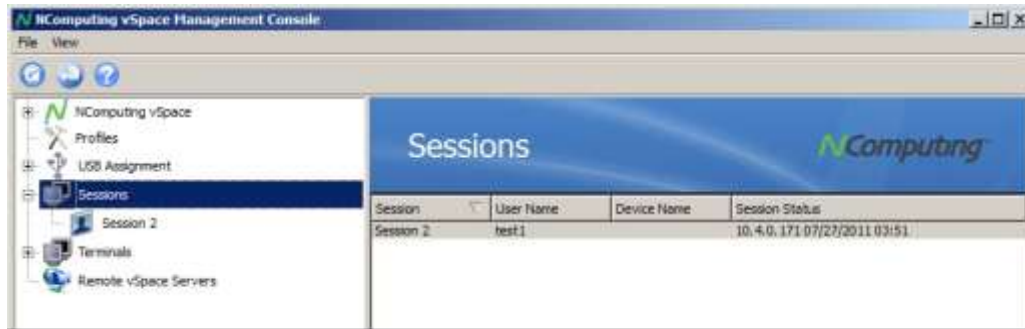 NComputing vSpace Management Console
File View
NComputing vSpace
Profiles
USB Assignment
Sessions
Session 2
Terminals
Remote vSpace Servers
Sessions
NComputing
Session User Name Device Name Session Status
Session 2 test1 10.4.0.171 07/27/2011 03:51